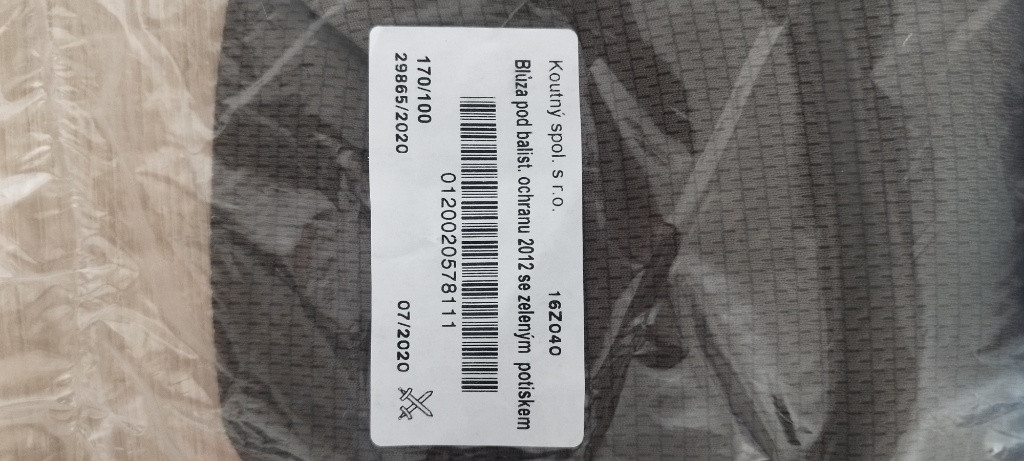 Koutný spol. s r.o. 16Z040
Blůza pod balist. ochranu 2012 se zeleným potiskem
0120020578111
170/100
29865/2020 07/2020